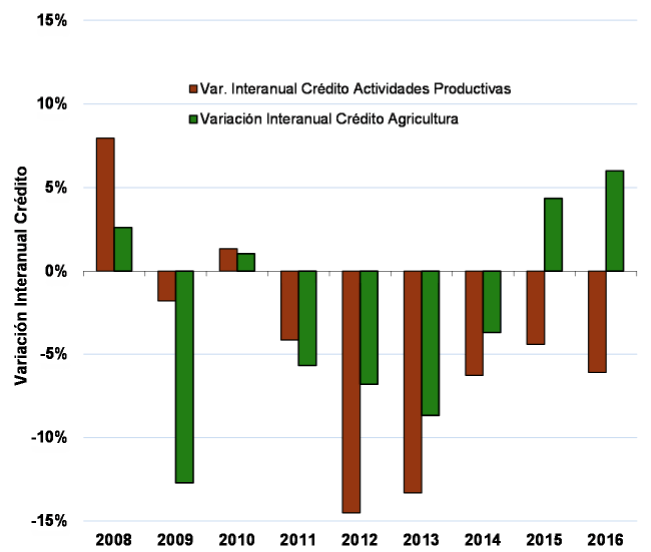 15%
Var. Interanual Crédito Actividades Productivas
10%
Variación Interanual Crédito Agricultura
5%
0%
-5%
-10%
-15%
Variación Interanual Crédito
2008 2009 2010 2011 2012 2013 2014 2015 2016